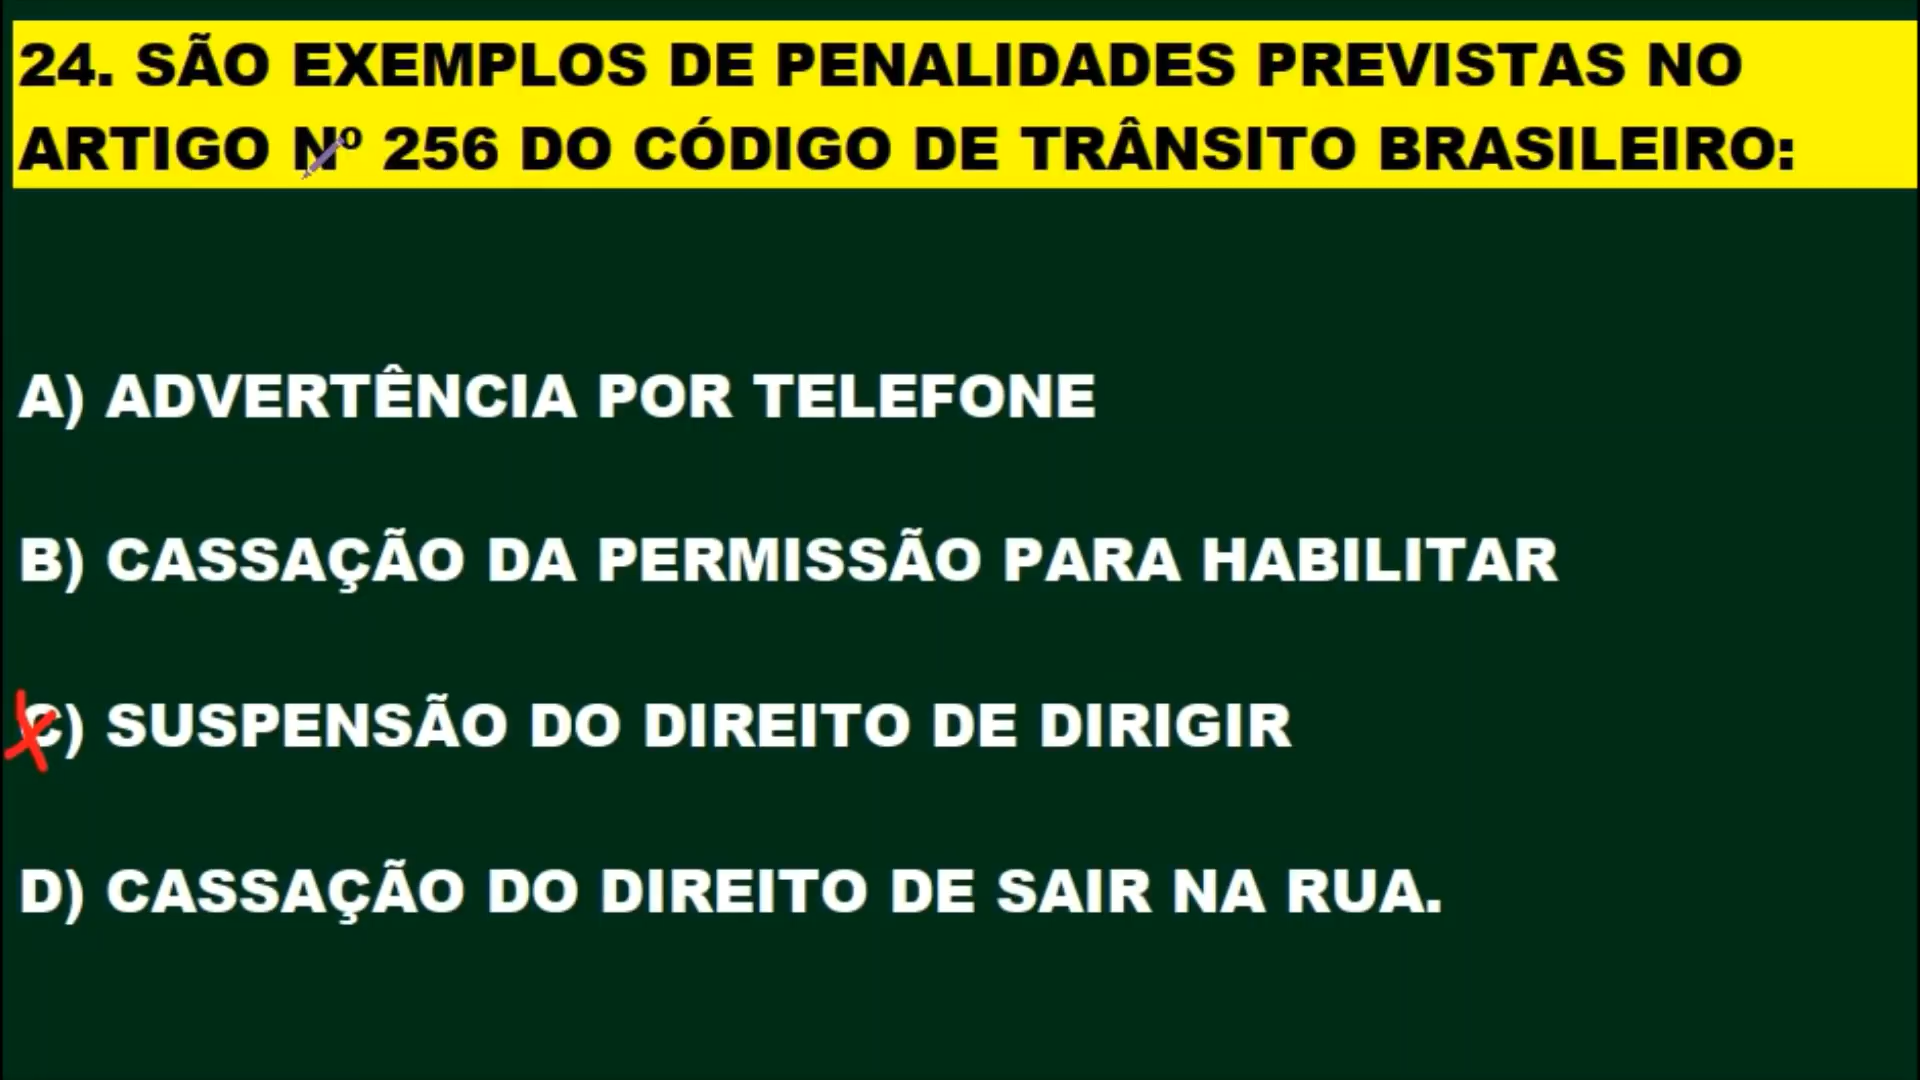 24. SÃO EXEMPLOS DE PENALIDADES PREVISTAS NO
ARTIGO Nº 256 DO CÓDIGO DE TRÂNSITO BRASILEIRO:
A) ADVERTÊNCIA POR TELEFONE
B) CASSAÇÃO DA PERMISSÃO PARA HABILITAR
C) SUSPENSÃO DO DIREITO DE DIRIGIR
D) CASSAÇÃO DO DIREITO DE SAIR NA RUA.